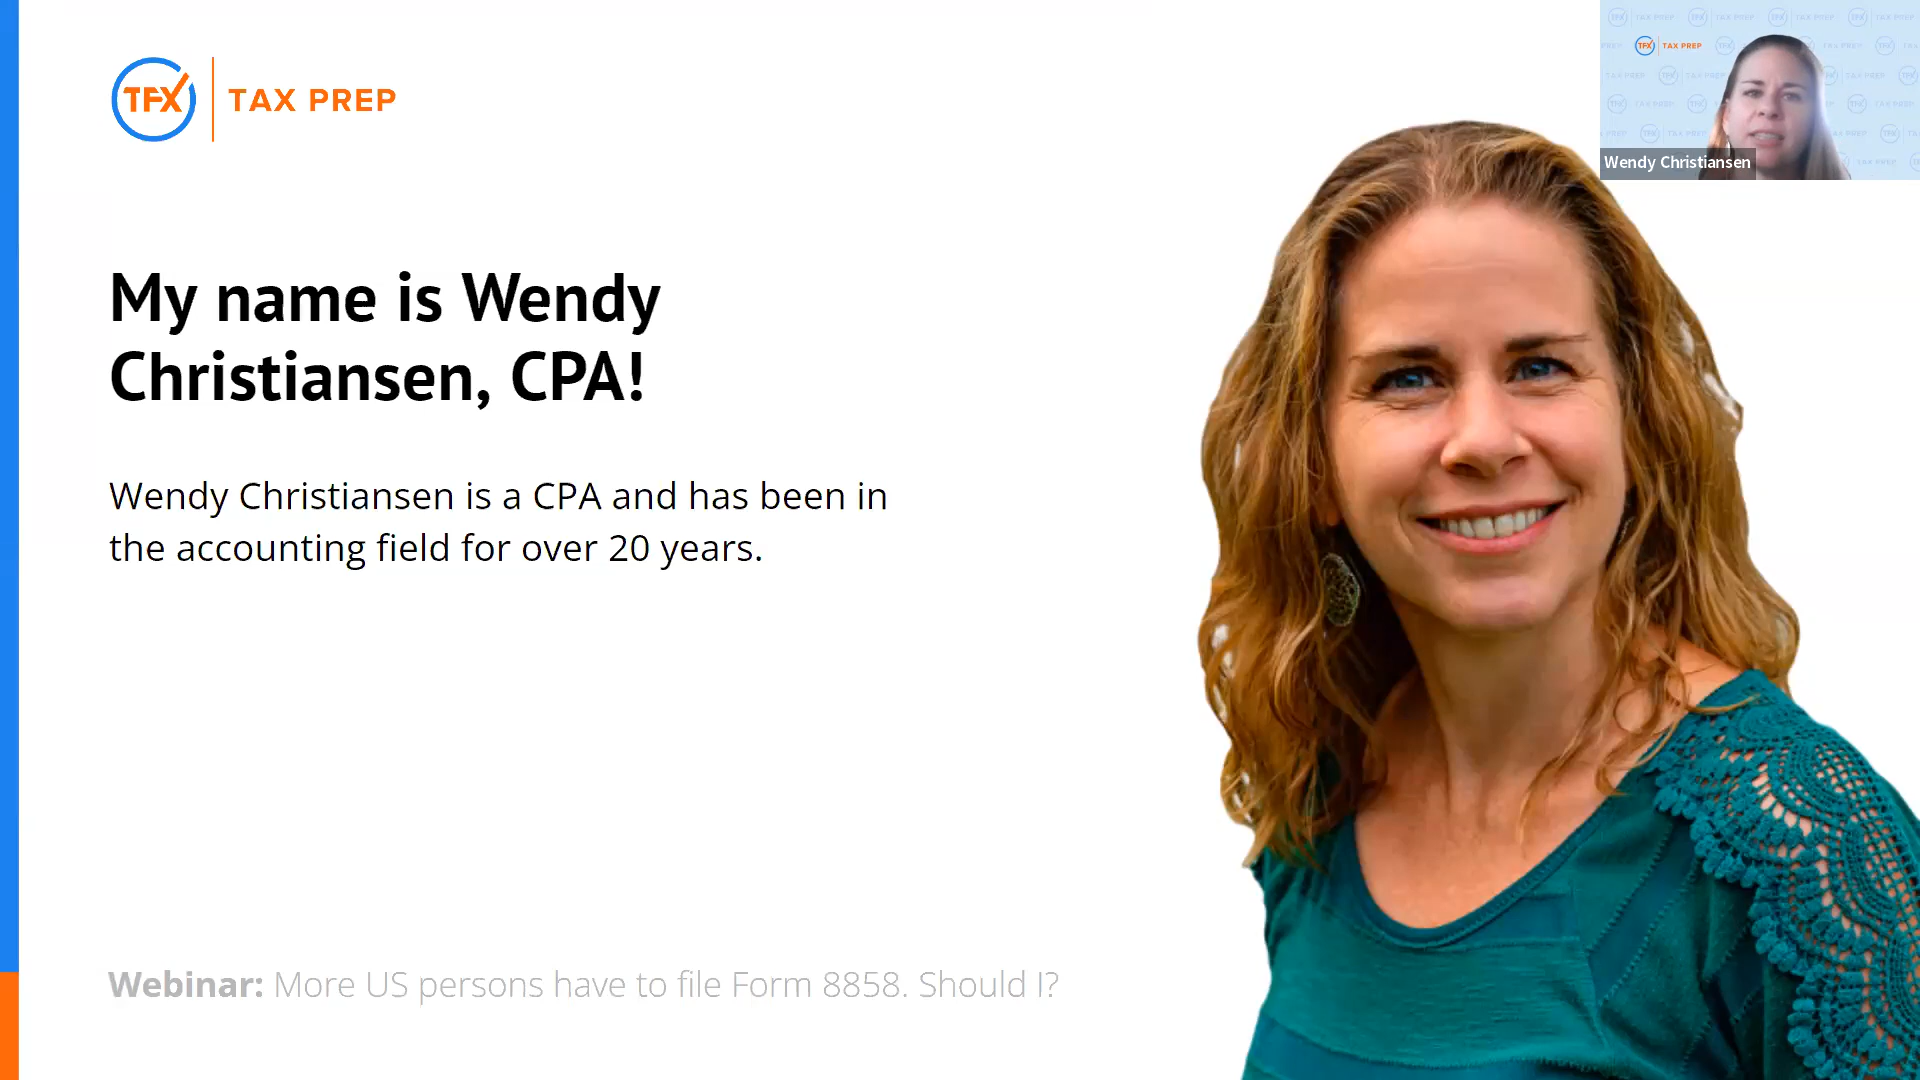 TFX TAX PREP
My name is Wendy
Christiansen, CPA!
Wendy Christiansen is a CPA and has been in
the accounting field for over 20 years.
Webinar: More US persons have to file Form 8858. Should I?
TFX TAX PREP
Wendy Christiansen